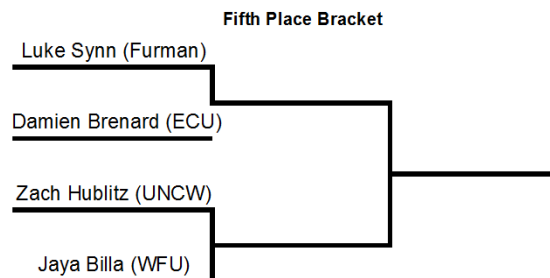 Fifth Place Bracket
Luke Synn (Furman)
Damien Brenard (ECU)
Zach Hublitz (UNCW)
Jaya Billa (WFU)